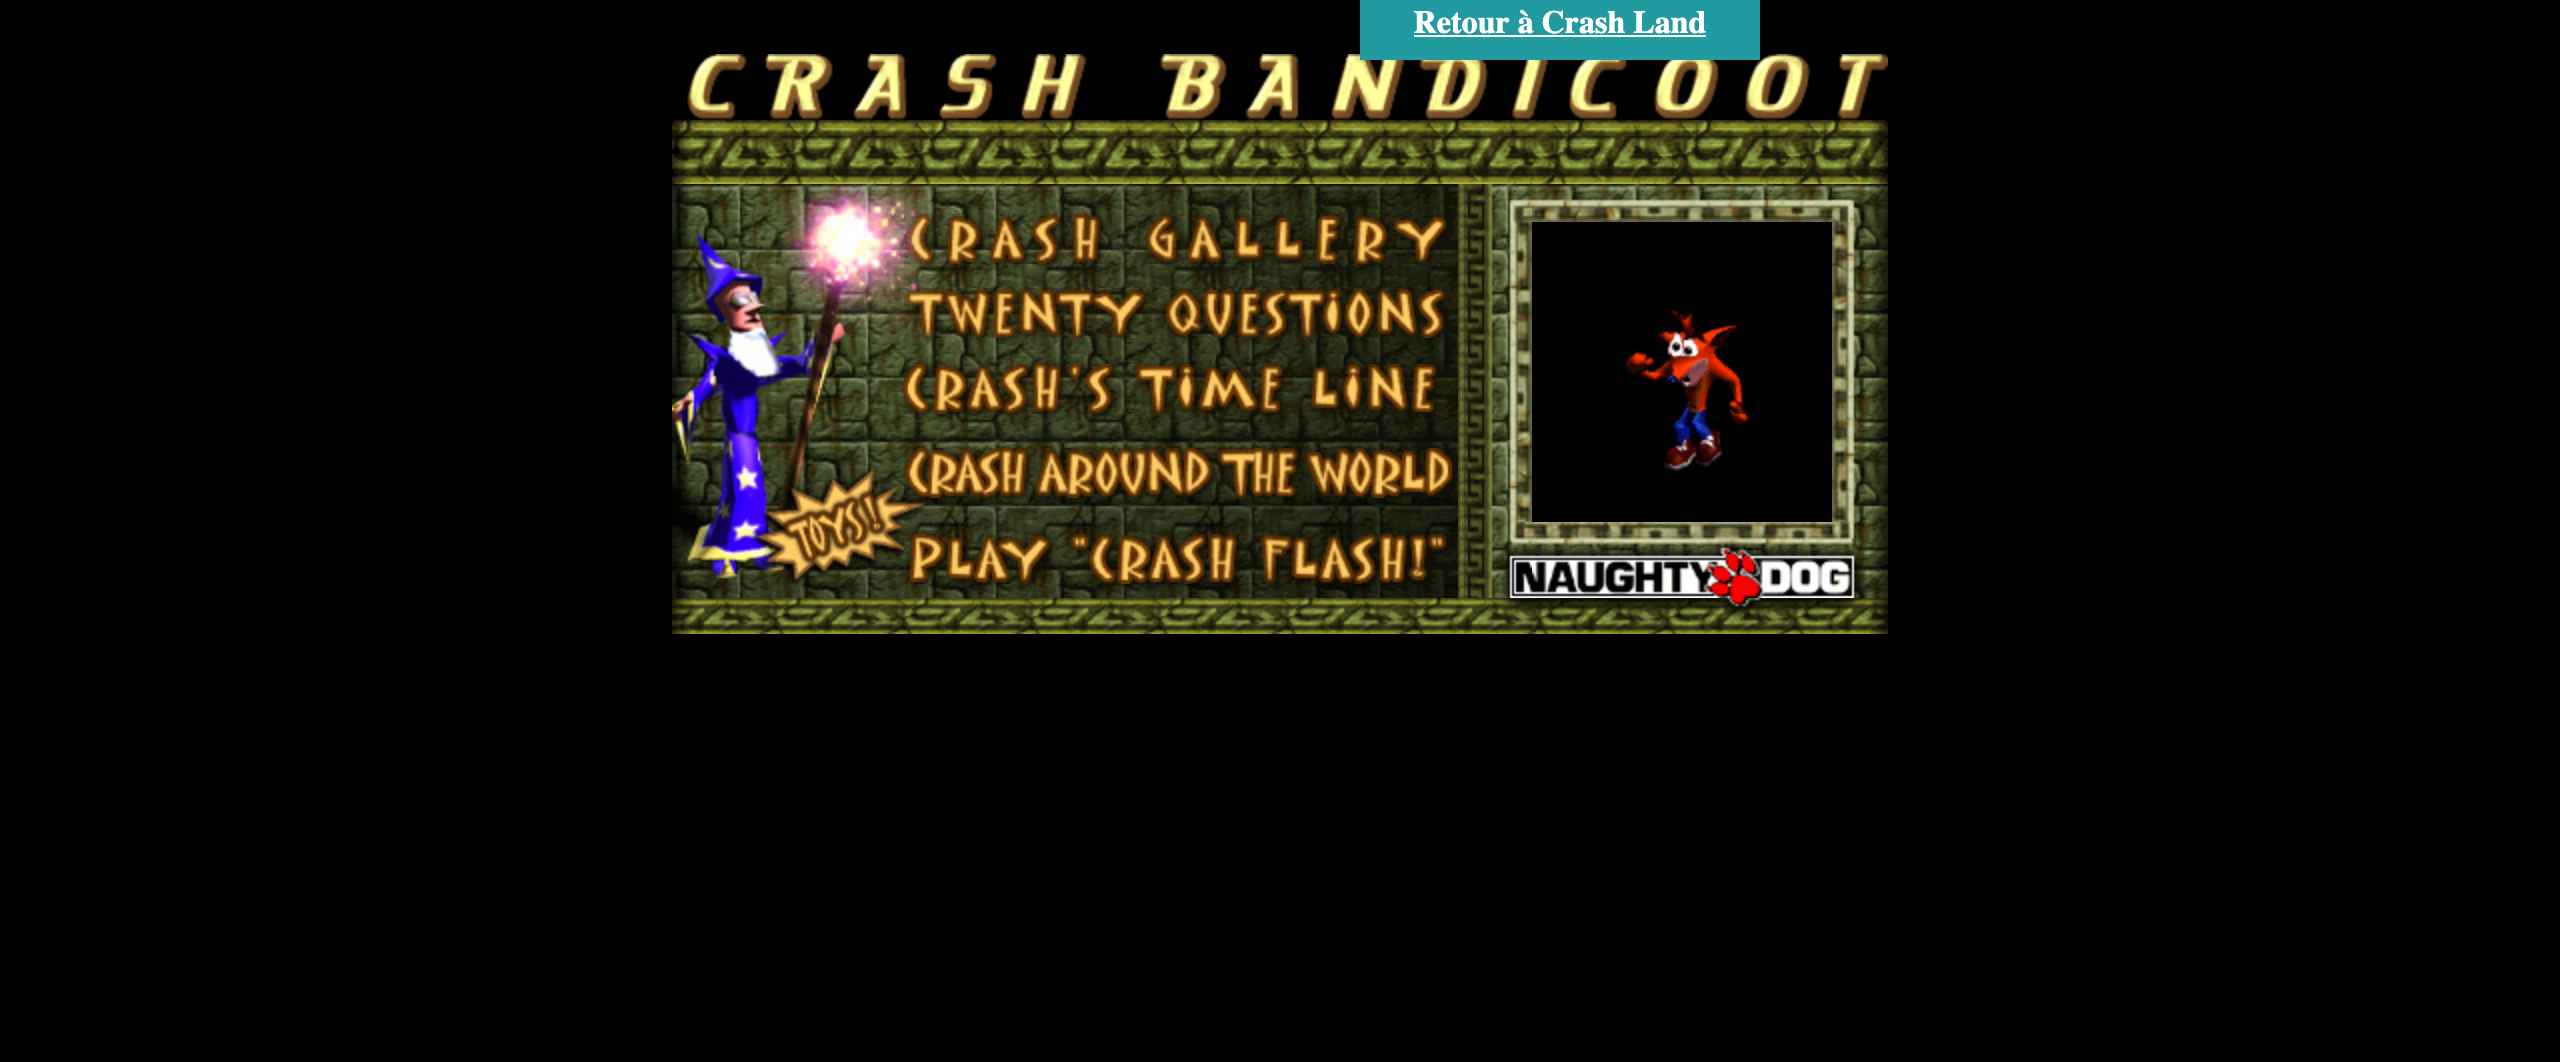 Retour à Crash Land
CRASH BANDICOOT
CRASH GALLERY
TWENTY QUESTIONS
CRASH'S TIME LINE
CRASH AROUND THE WORLD
TOYS!
PLAY "CRASH FLASH!"
NAUGHTY DOG